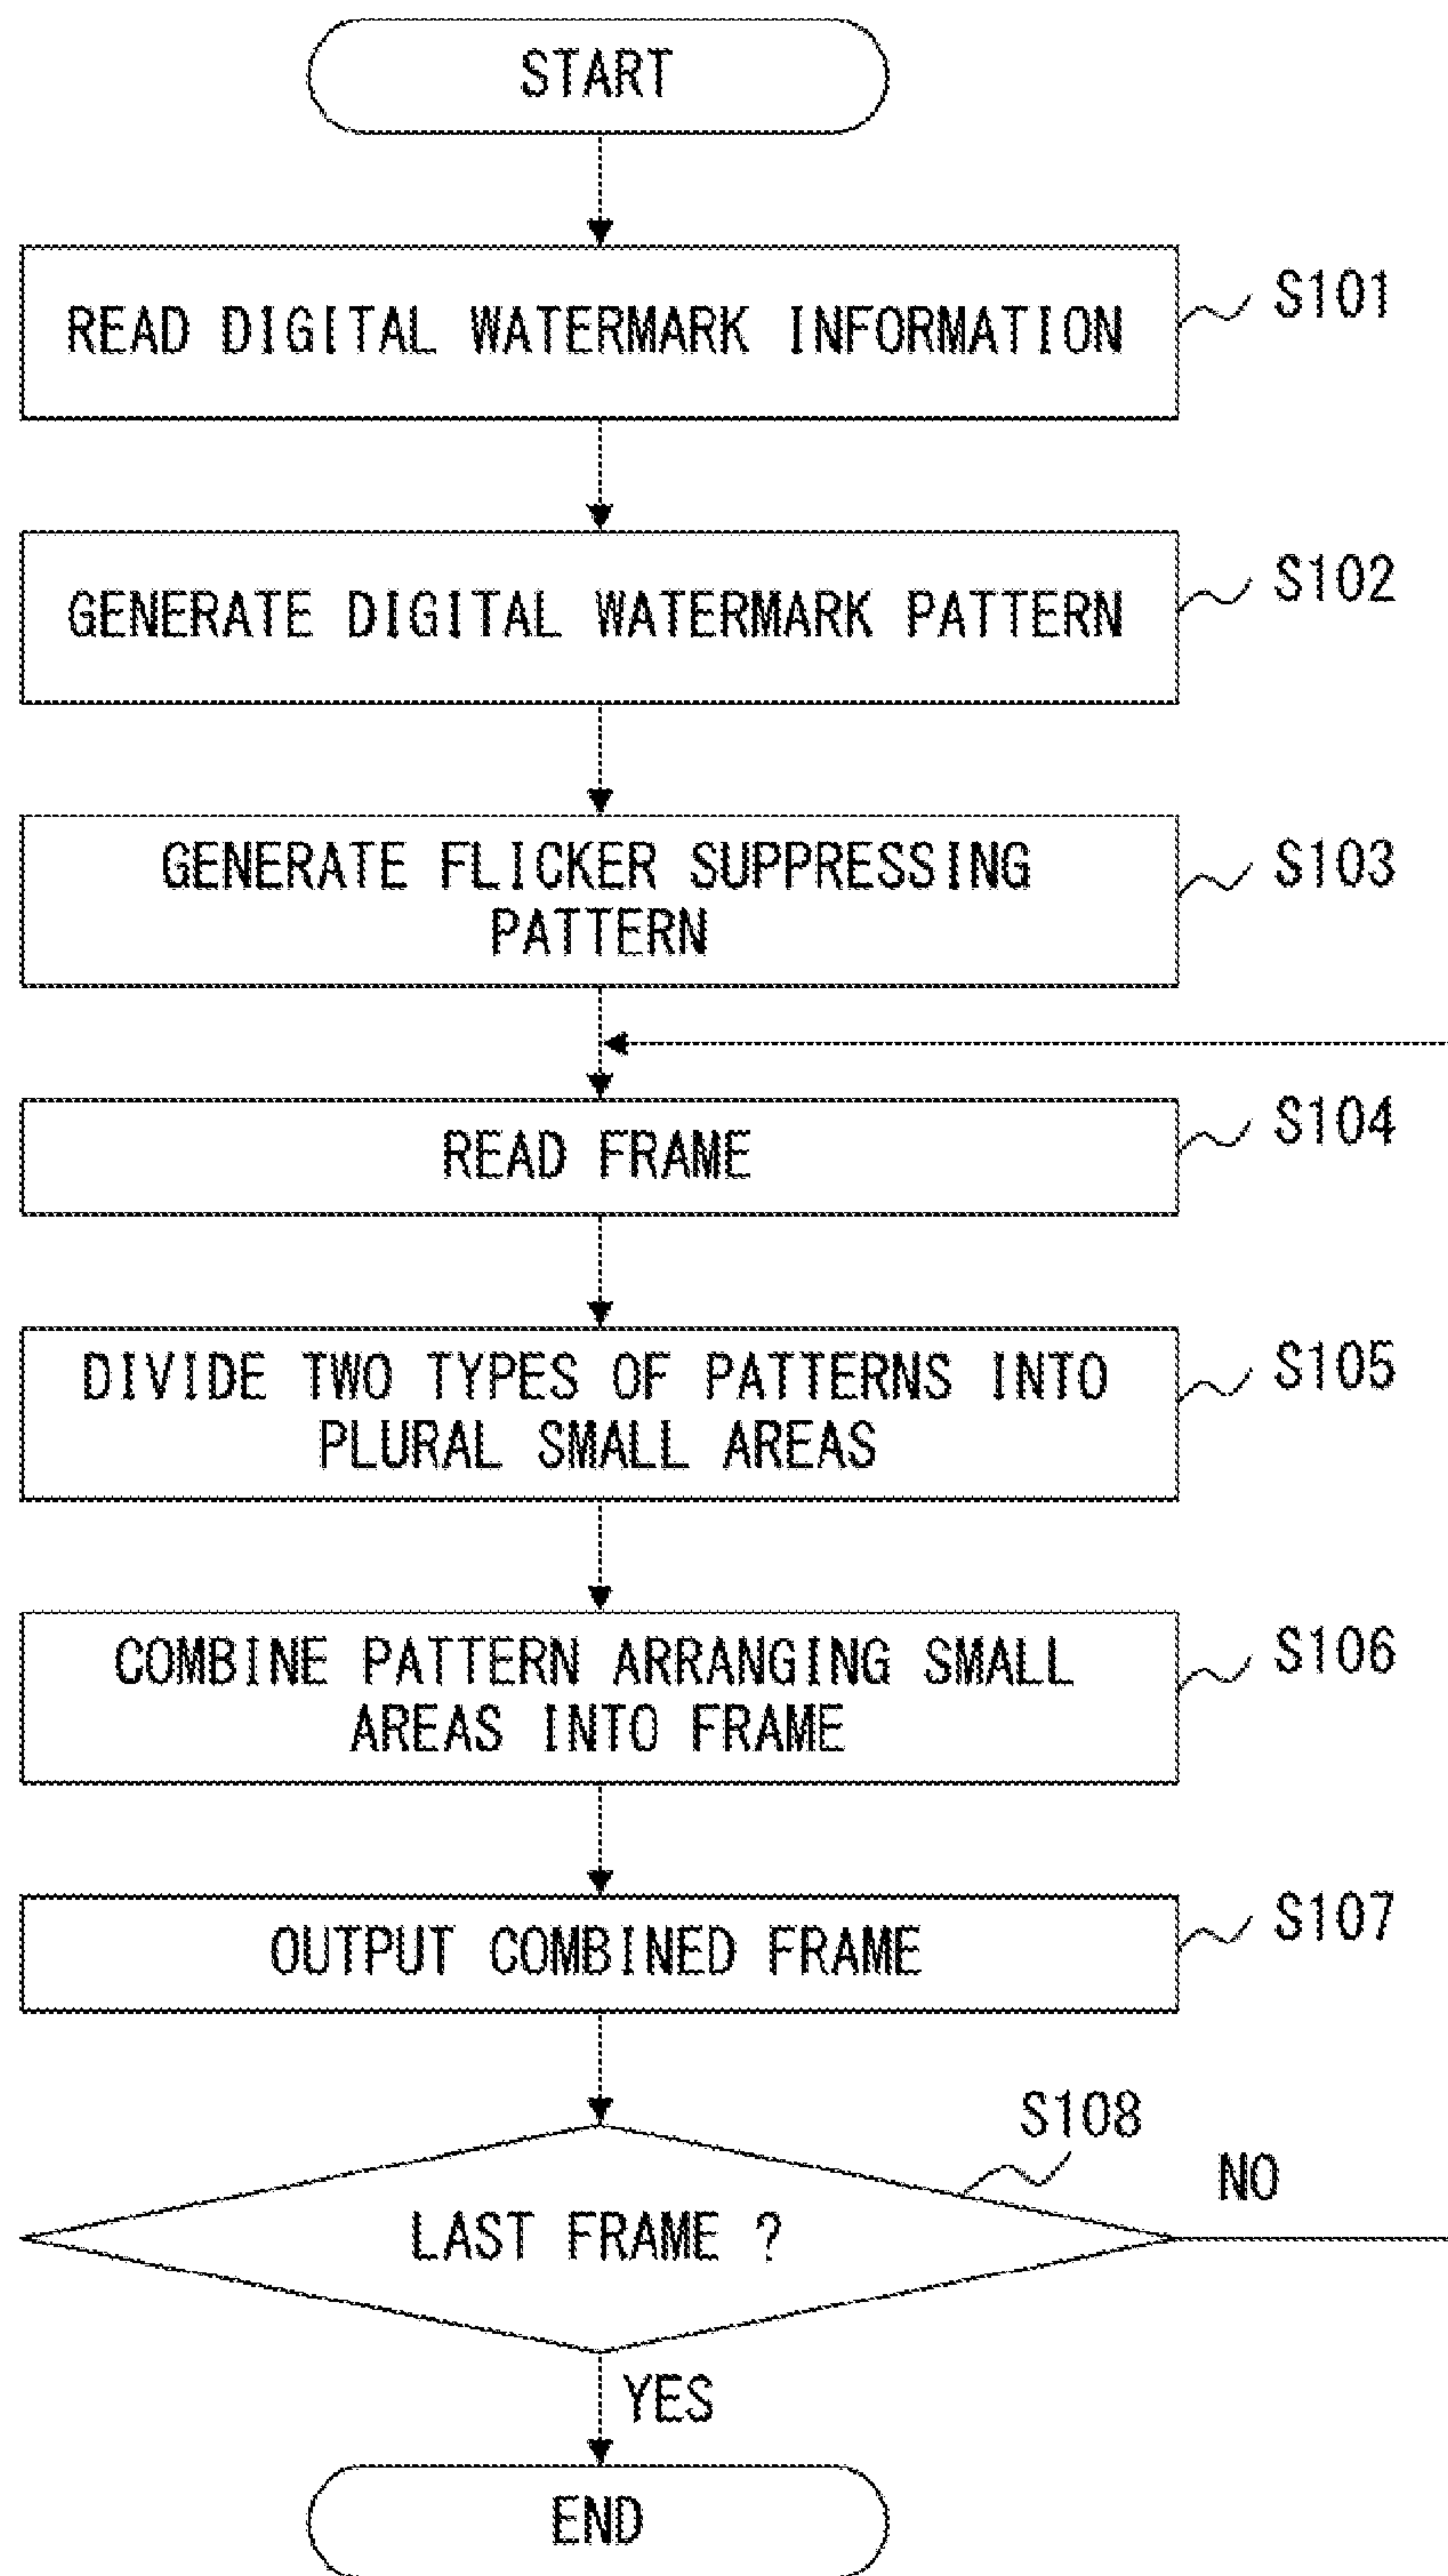 START
READ DIGITAL WATERMARK INFORMATION
S101
GENERATE DIGITAL WATERMARK PATTERN
S102
GENERATE FLICKER SUPPRESSING
PATTERN
S103
READ FRAME
S104
DIVIDE TWO TYPES OF PATTERNS INTO
PLURAL SMALL AREAS
S105
COMBINE PATTERN ARRANGING SMALL
AREAS INTO FRAME
S106
OUTPUT COMBINED FRAME
S107
S108
LAST FRAME ?
NO
YES
END